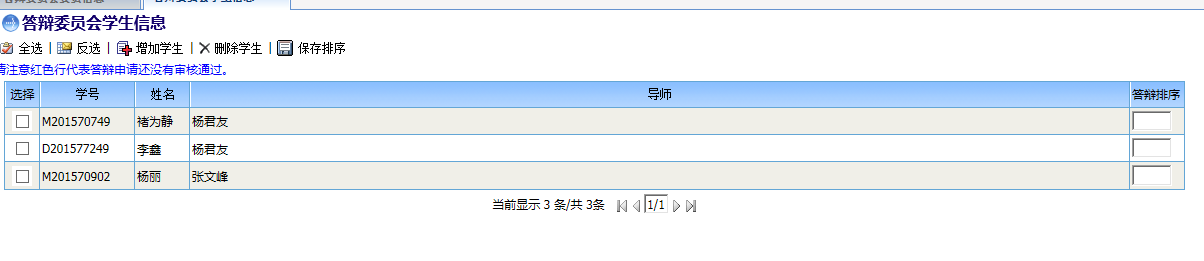 答辩委员会学生信息
全选 反选 增加学生 删除学生 保存排序
请注意红色行代表答辩申请还没有审核通过。
选择 学号 姓名 导师 答辩排序
M201570749 褚为静 杨君友
D201577249 李鑫 杨君友
M201570902 杨丽 张文峰
当前显示 3 条/共 3条 1/1